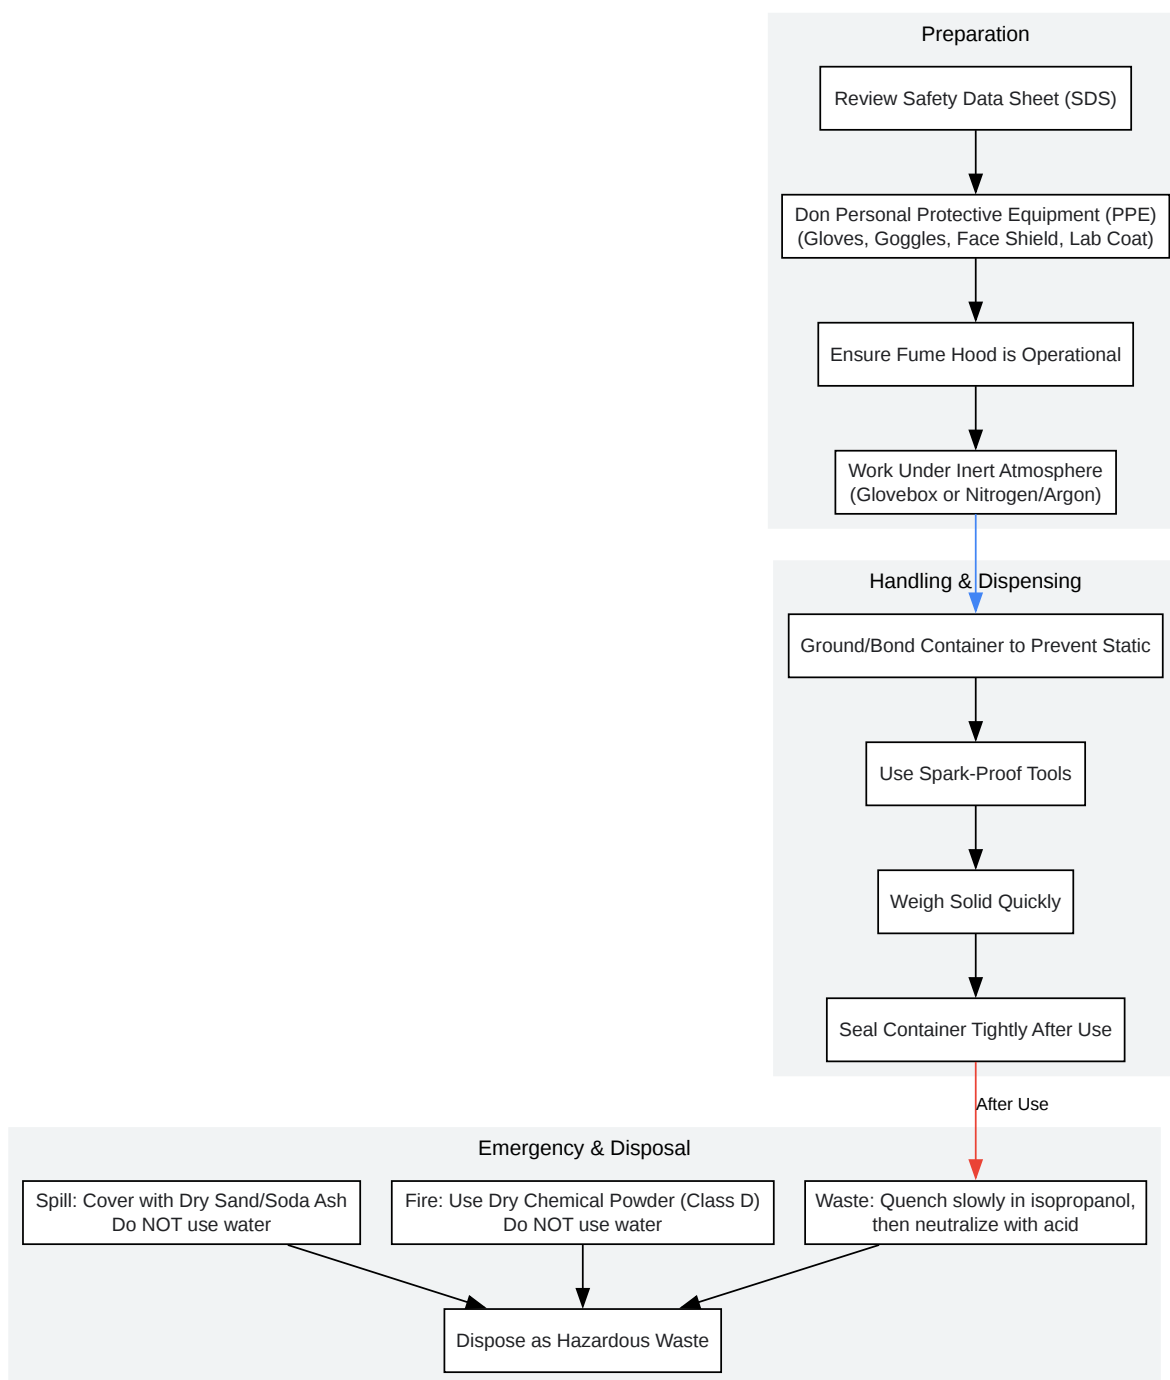 Preparation
Review Safety Data Sheet (SDS)
Don Personal Protective Equipment (PPE)
(Gloves, Goggles, Face Shield, Lab Coat)
Ensure Fume Hood is Operational
Work Under Inert Atmosphere
(Glovebox or Nitrogen/Argon)
Handling & Dispensing
Ground/Bond Container to Prevent Static
Use Spark-Proof Tools
Weigh Solid Quickly
Seal Container Tightly After Use
After Use
Emergency & Disposal
Spill: Cover with Dry Sand/Soda Ash
Do NOT use water
Fire: Use Dry Chemical Powder (Class D)
Do NOT use water
Waste: Quench slowly in isopropanol,
then neutralize with acid
Dispose as Hazardous Waste